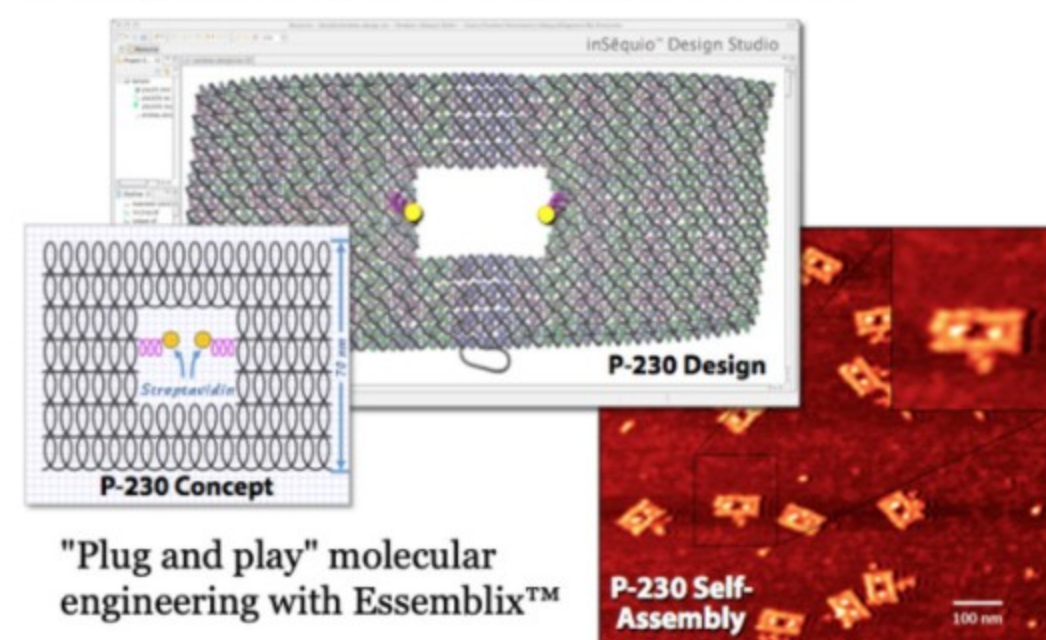 inSēquio™ Design Studio
P-230 Design
Streptavidin
70 nm
P-230 Concept
"Plug and play" molecular
engineering with Essemblix™
P-230 Self-
Assembly
100 nm